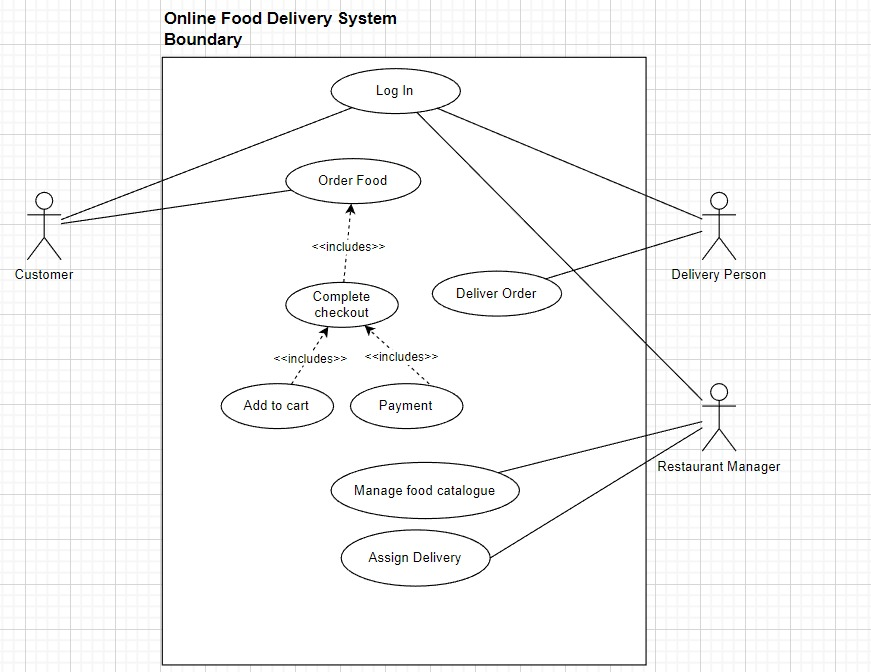 Online Food Delivery System
Boundary
Log In
Order Food
<<includes>>
Customer
Delivery Person
Complete
checkout
Deliver Order
<<includes>>
<<includes>>
Add to cart
Payment
Restaurant Manager
Manage food catalogue
Assign Delivery